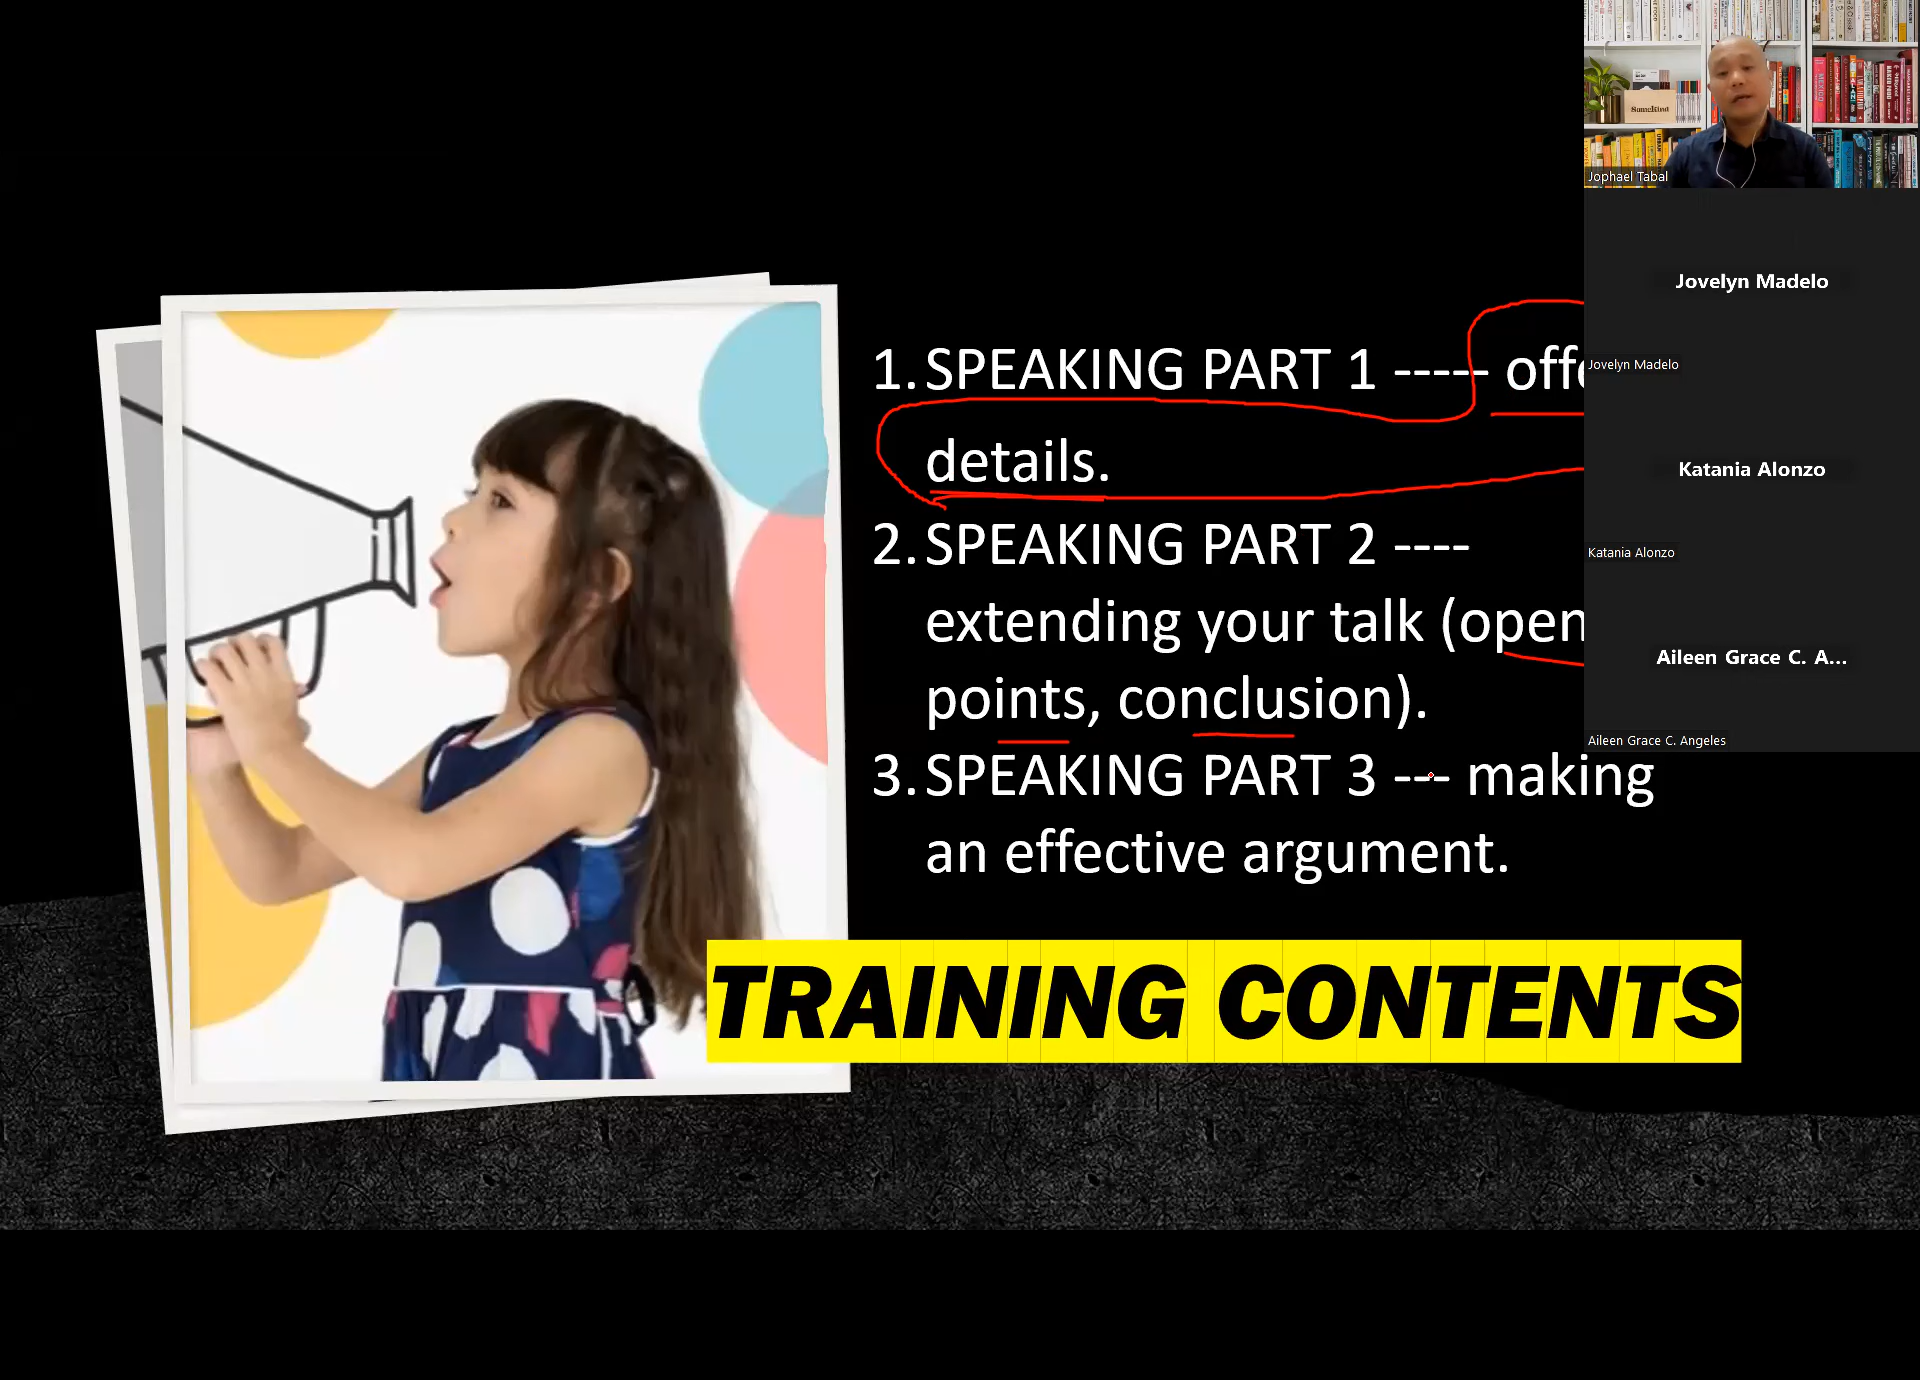 1. SPEAKING PART 1 -----
details.
2. SPEAKING PART 2 ----
extending your talk (open
points, conclusion).
3. SPEAKING PART 3 --- making
an effective argument.
TRAINING CONTENTS
SomeKind
Jophael Tabal
Jovelyn Madelo
Jovelyn Madelo
Katania Alonzo
Katania Alonzo
Aileen Grace C. A...
Aileen Grace C. Angeles